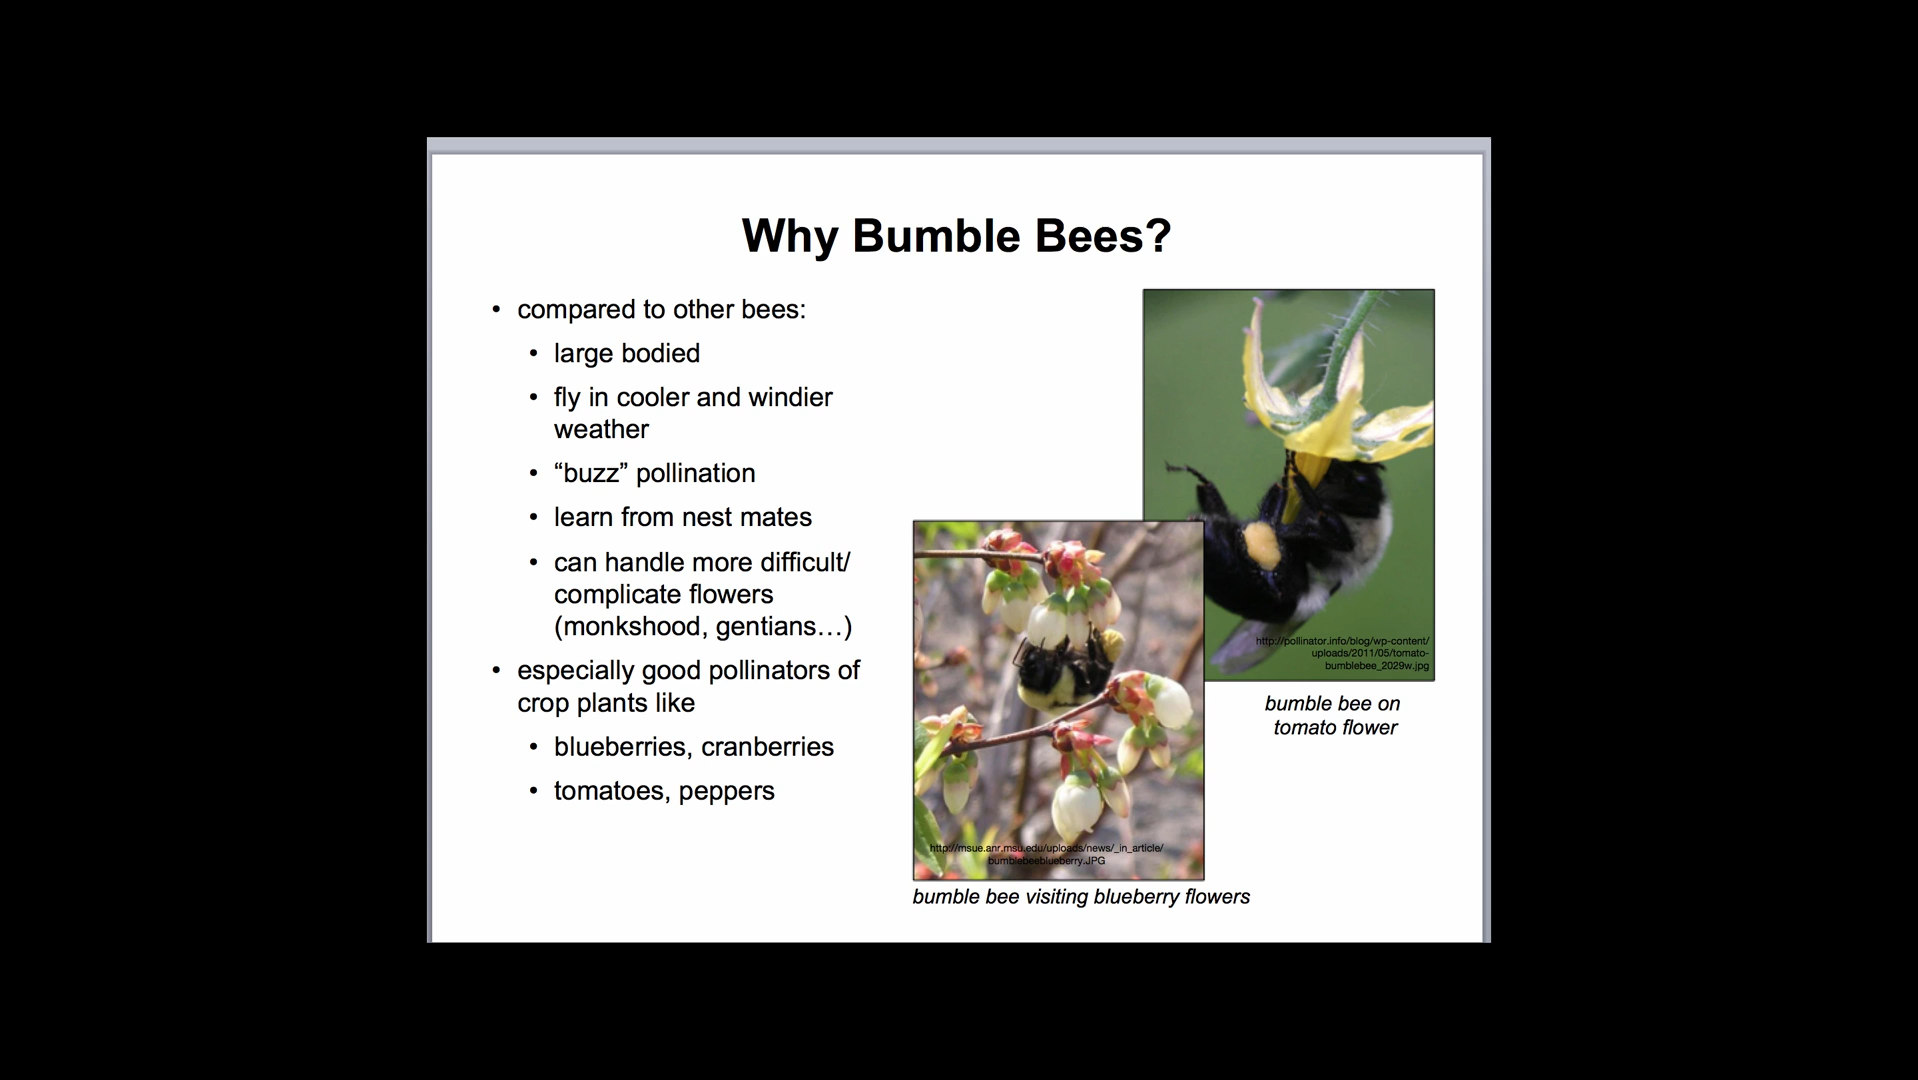 Why Bumble Bees?
• compared to other bees:
• large bodied
• fly in cooler and windier
weather
• “buzz” pollination
• learn from nest mates
• can handle more difficult/
complicate flowers
(monkshood, gentians…)
• especially good pollinators of
crop plants like
• blueberries, cranberries
• tomatoes, peppers
http://pollinator.info/blog/wp-content/
uploads/2011/05/tomato-
bumblebee_2029w.jpg
bumble bee on
tomato flower
http://msue.anr.msu.edu/uploads/news/_in_article/
bumblebeeblueberry.JPG
bumble bee visiting blueberry flowers